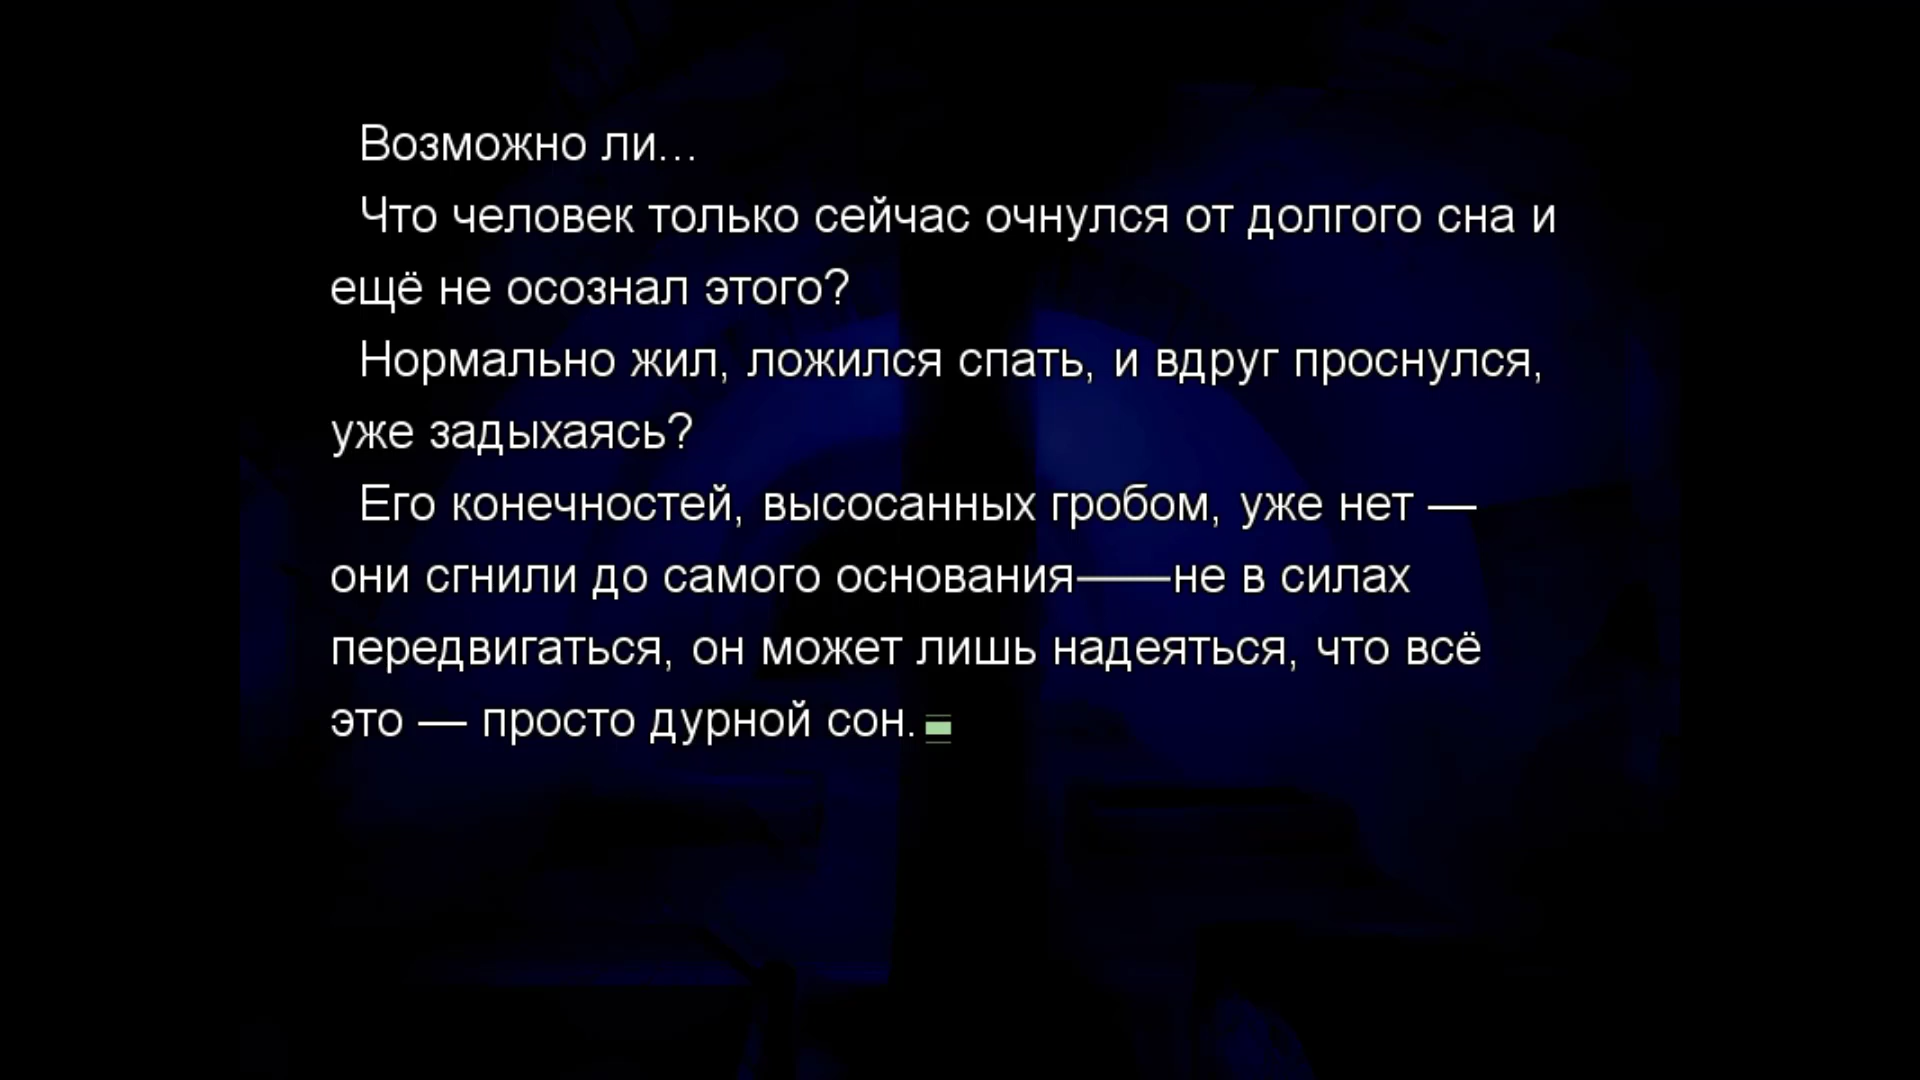 Возможно ли...
Что человек только сейчас очнулся от долгого сна и
ещё не осознал этого?
Нормально жил, ложился спать, и вдруг проснулся,
уже задыхаясь?
Его конечностей, высосанных гробом, уже нет —
они сгнили до самого основания——не в силах
передвигаться, он может лишь надеяться, что всё
это — просто дурной сон.